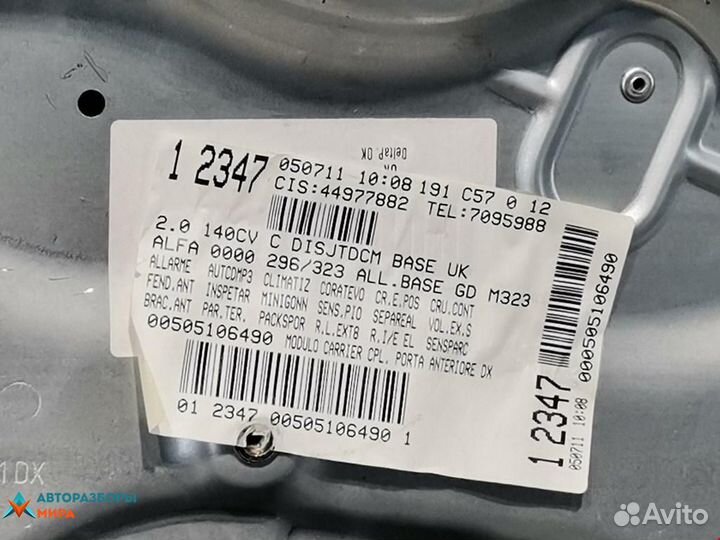 OK
DeltaP. OK
1 2347 050711 10:08 191 C57 0 12
CIS:44977882 TEL:7095988
2.0 140CV C DISJTDCM BASE UK
ALFA 0000 296/323 ALL.BASE GD M323
ALLARME AUTCDMP3 CLIMATIZ CORATEVO CR.E.POS CRU.CONT
FEND.ANT INSPETAR MINIGONN SENS.PIO SEPAREAL VOL.EX.S
BRAC.ANT PAR.TER. PACKSPOR R.L.EXT8 R.I/E EL SENSPARC
00505106490 MODULO CARRIER CPL. PORTA ANTERIORE DX
01 2347 00505106490 1
1 2347
050711 10:08
000505106490
1DX
АВТОРАЗБОРЫ
МИРА
Avito